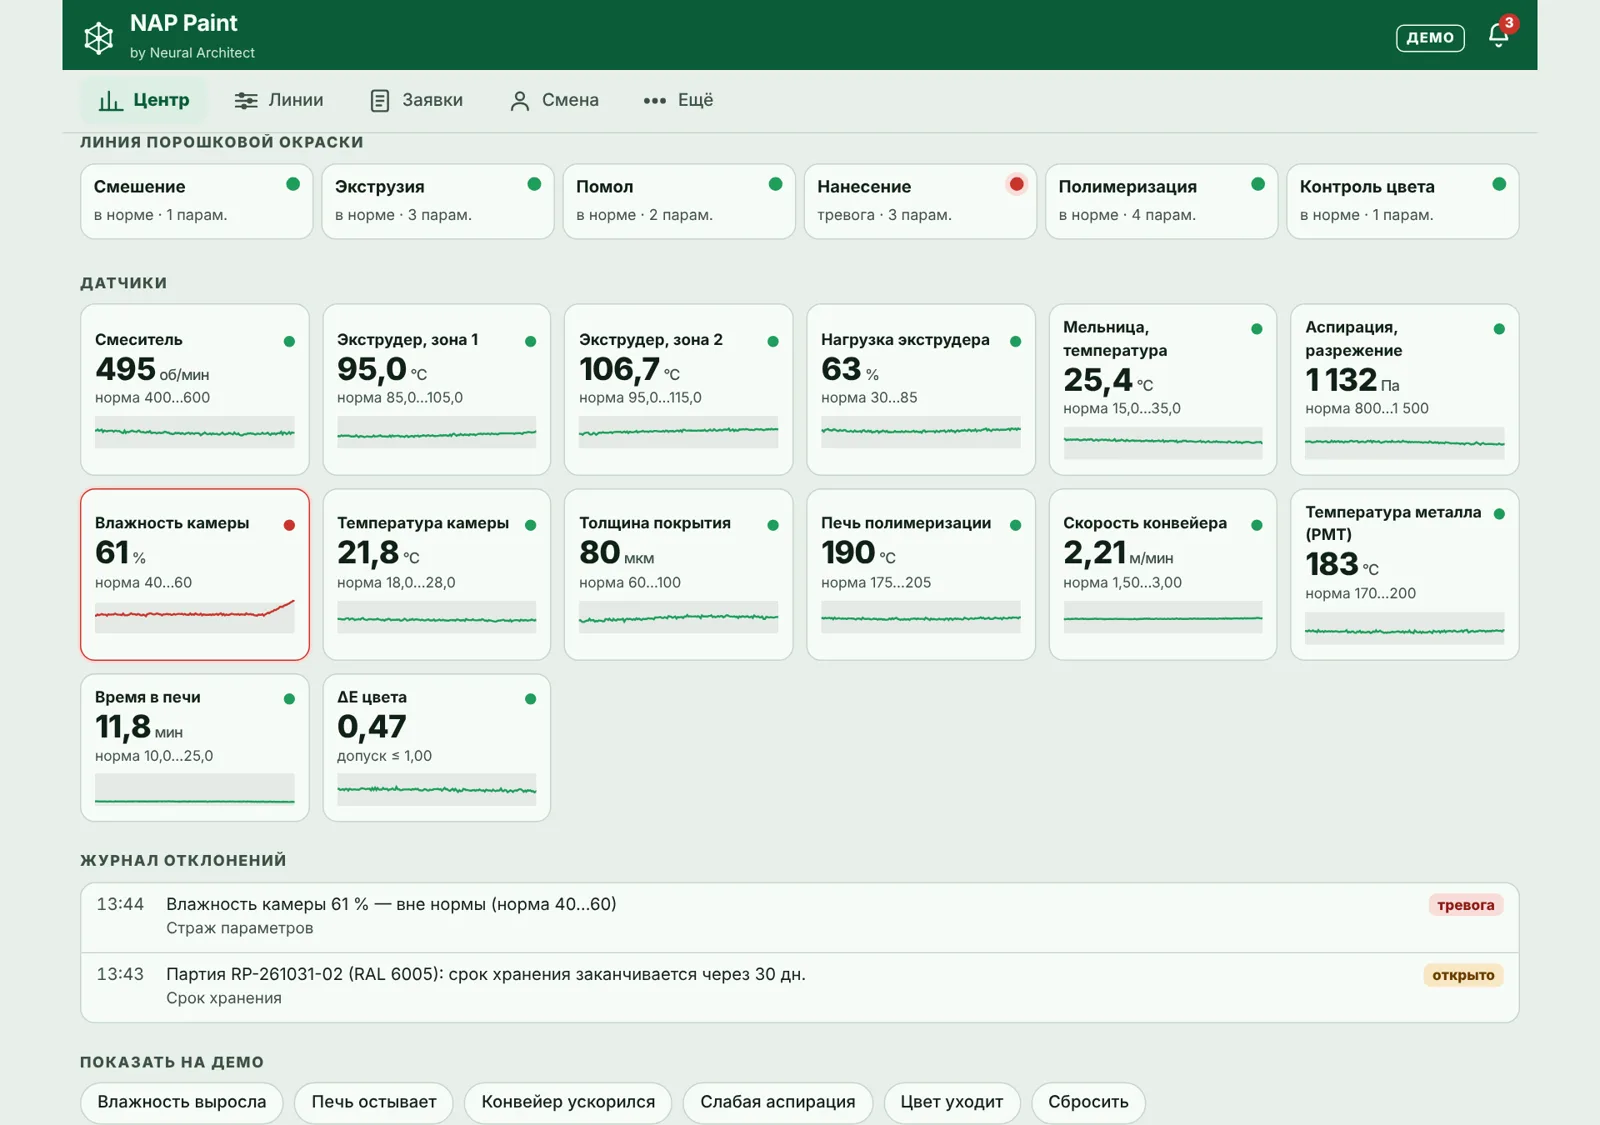 NAP Paint
by Neural Architect
ДЕМО
3
Центр
Линии
Заявки
Смена
Ещё
ЛИНИЯ ПОРОШКОВОЙ ОКРАСКИ
Смешение
в норме · 1 парам.
Экструзия
в норме · 3 парам.
Помол
в норме · 2 парам.
Нанесение
тревога · 3 парам.
Полимеризация
в норме · 4 парам.
Контроль цвета
в норме · 1 парам.
ДАТЧИКИ
Смеситель
495 об/мин
норма 400…600
Экструдер, зона 1
95,0 °C
норма 85,0…105,0
Экструдер, зона 2
106,7 °C
норма 95,0…115,0
Нагрузка экструдера
63 %
норма 30…85
Мельница,
температура
25,4 °C
норма 15,0…35,0
Аспирация,
разрежение
1 132 Па
норма 800…1 500
Влажность камеры
61 %
норма 40…60
Температура камеры
21,8 °C
норма 18,0…28,0
Толщина покрытия
80 мкм
норма 60…100
Печь полимеризации
190 °C
норма 175…205
Скорость конвейера
2,21 м/мин
норма 1,50…3,00
Температура металла
(PMT)
183 °C
норма 170…200
Время в печи
11,8 мин
норма 10,0…25,0
ΔE цвета
0,47
допуск ≤ 1,00
ЖУРНАЛ ОТКЛОНЕНИЙ
13:44 Влажность камеры 61 % — вне нормы (норма 40…60) тревога
Страж параметров
13:43 Партия RP-261031-02 (RAL 6005): срок хранения заканчивается через 30 дн. открыто
Срок хранения
ПОКАЗАТЬ НА ДЕМО
Влажность выросла
Печь остывает
Конвейер ускорился
Слабая аспирация
Цвет уходит
Сбросить